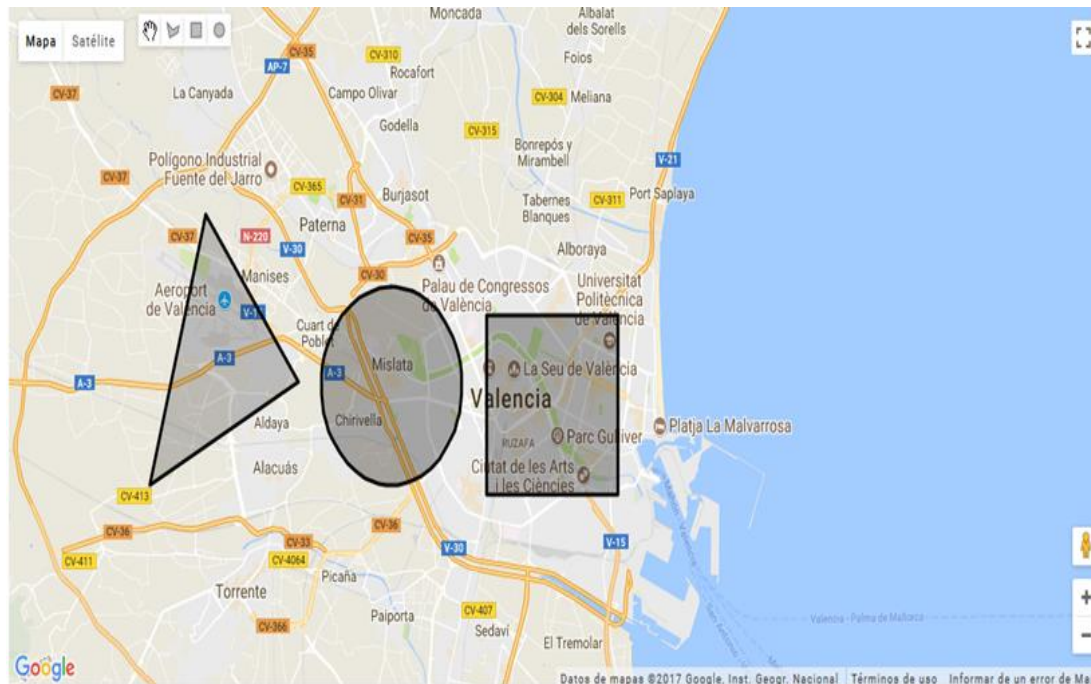 Mapa Satélite
Moncada
Albalat
dels Sorells
CV-35
CV-310
Foios
AP-7
Rocafort
CV-37
La Canyada
Campo Olivar
CV-304
Meliana
Godella
CV-315
Bonrepós y
Mirambell
V-21
Polígono Industrial
Fuente del Jarro
CV-37
CV-365
Burjasot
Port Saplaya
CV-31
Tabernes
Blanques
CV-311
Paterna
CV-37
N-220
V-30
CV-35
Alboraya
Manises
CV-30
Palau de Congressos
de València
Universitat
Politècnica
de València
Aeroport
de València
Cuart de
Poblet
A-3
Mislata
A-3
La Seu de València
A-3
Valencia
Aldaya
Chirivella
RUZAFA
Parc Gulliver
Platja La Malvarrosa
Alacuás
Ciutat de les Arts
i les Ciències
CV-413
CV-36
CV-36
CV-33
V-30
V-15
CV-411
CV-4064
Picaña
Torrente
CV-366
Paiporta
CV-407
Sedaví
El Tremolar
Valencia - Palma de Mallorca
Google
Datos de mapas ©2017 Google, Inst. Geogr. Nacional Términos de uso Informar de un error de Ma